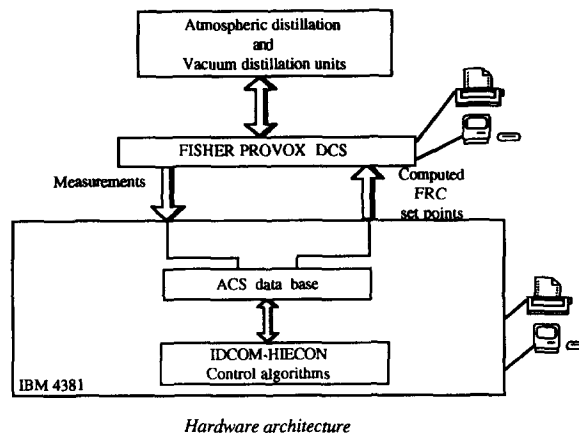 Atmospheric distillation
and
Vacuum distillation units
FISHER PROVOX DCS
Measurements
Computed
FRC
set points
ACS data base
IDCOM-HIECON
Control algorithms
IBM 4381
Hardware architecture